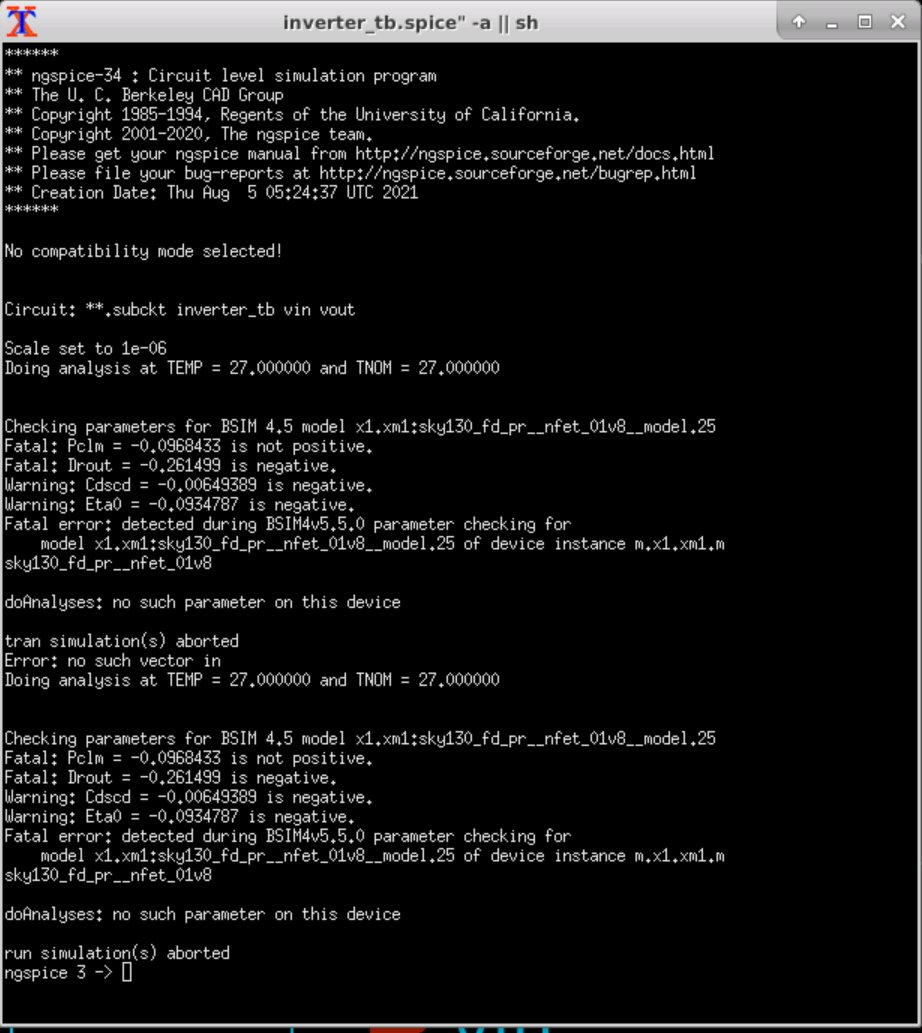 inverter_tb.spice" -a || sh
******
** ngspice-34 : Circuit level simulation program
** The U. C. Berkeley CAD Group
** Copyright 1985-1994, Regents of the University of California.
** Copyright 2001-2020, The ngspice team.
** Please get your ngspice manual from http://ngspice.sourceforge.net/docs.html
** Please file your bug-reports at http://ngspice.sourceforge.net/bugrep.html
** Creation Date: Thu Aug  5 05:24:37 UTC 2021
******
No compatibility mode selected!
Circuit: **.subckt inverter_tb vin vout
Scale set to 1e-06
Doing analysis at TEMP = 27.000000 and TNOM = 27.000000
Checking parameters for BSIM 4.5 model x1.xm1:sky130_fd_pr__nfet_01v8__model.25
Fatal: Pclm = -0.0968433 is not positive.
Fatal: Drout = -0.261499 is negative.
Warning: Cdscd = -0.00649389 is negative.
Warning: Eta0 = -0.0934787 is negative.
Fatal error: detected during BSIM4v5.5.0 parameter checking for
    model x1.xm1:sky130_fd_pr__nfet_01v8__model.25 of device instance m.x1.xm1.m
sky130_fd_pr__nfet_01v8
doAnalyses: no such parameter on this device
tran simulation(s) aborted
Error: no such vector in
Doing analysis at TEMP = 27.000000 and TNOM = 27.000000
Checking parameters for BSIM 4.5 model x1.xm1:sky130_fd_pr__nfet_01v8__model.25
Fatal: Pclm = -0.0968433 is not positive.
Fatal: Drout = -0.261499 is negative.
Warning: Cdscd = -0.00649389 is negative.
Warning: Eta0 = -0.0934787 is negative.
Fatal error: detected during BSIM4v5.5.0 parameter checking for
    model x1.xm1:sky130_fd_pr__nfet_01v8__model.25 of device instance m.x1.xm1.m
sky130_fd_pr__nfet_01v8
doAnalyses: no such parameter on this device
run simulation(s) aborted
ngspice 3 ->